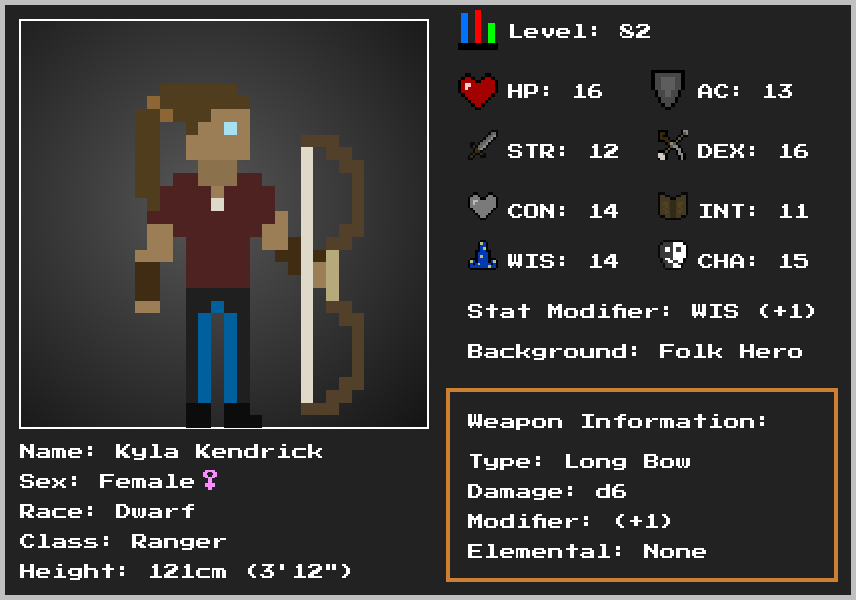 Level: 82
HP: 16
AC: 13
STR: 12
DEX: 16
CON: 14
INT: 11
WIS: 14
CHA: 15
Stat Modifier: WIS (+1)
Background: Folk Hero
Weapon Information:
Type: Long Bow
Damage: d6
Modifier: (+1)
Elemental: None
Name: Kyla Kendrick
Sex: Female♀
Race: Dwarf
Class: Ranger
Height: 121cm (3'12")